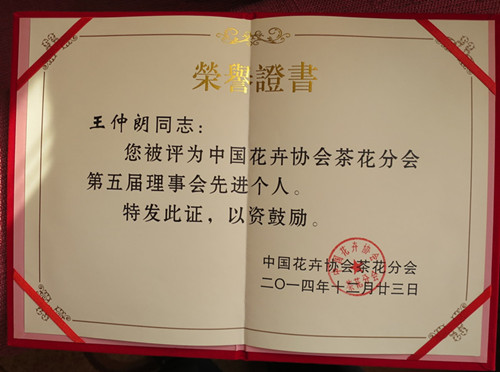 榮譽證書
王仲朗同志：
您被评为中国花卉协会茶花分会
第五届理事会先进个人。
特发此证，以资鼓励。
中国花卉协会茶花分会
二〇一四年十二月廿三日